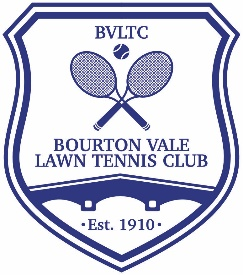 BVLTC
BOURTON VALE
LAWN TENNIS CLUB
·Est. 1910·